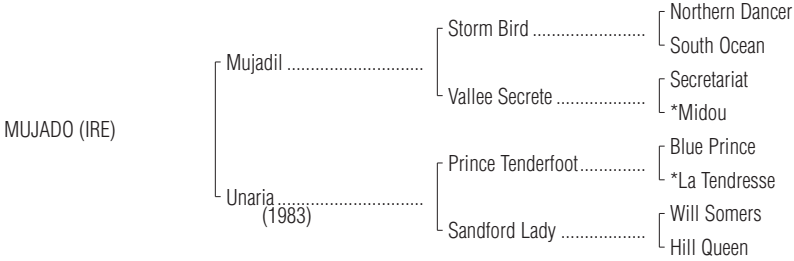 Northern Dancer
Storm Bird ........................
South Ocean
Mujadil .............................
Secretariat
Vallee Secrete ...................
*Midou
MUJADO (IRE)
Blue Prince
Prince Tenderfoot..............
*La Tendresse
Unaria...............................
(1983)
Will Somers
Sandford Lady ..................
Hill Queen